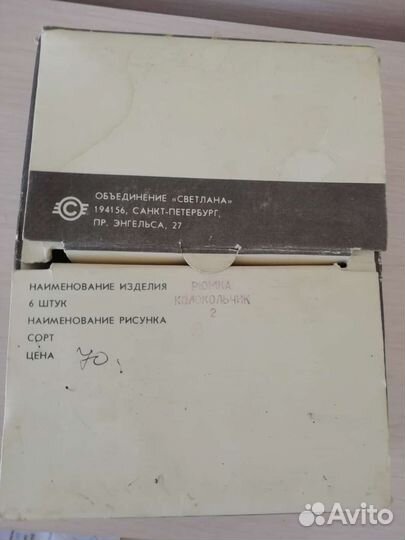 ОБЪЕДИНЕНИЕ «СВЕТЛАНА»
194156, САНКТ-ПЕТЕРБУРГ,
ПР. ЭНГЕЛЬСА, 27
НАИМЕНОВАНИЕ ИЗДЕЛИЯ РЮМКА
6 ШТУК КОЛОКОЛЬЧИК
НАИМЕНОВАНИЕ РИСУНКА 2
СОРТ
ЦЕНА 70.
Avito